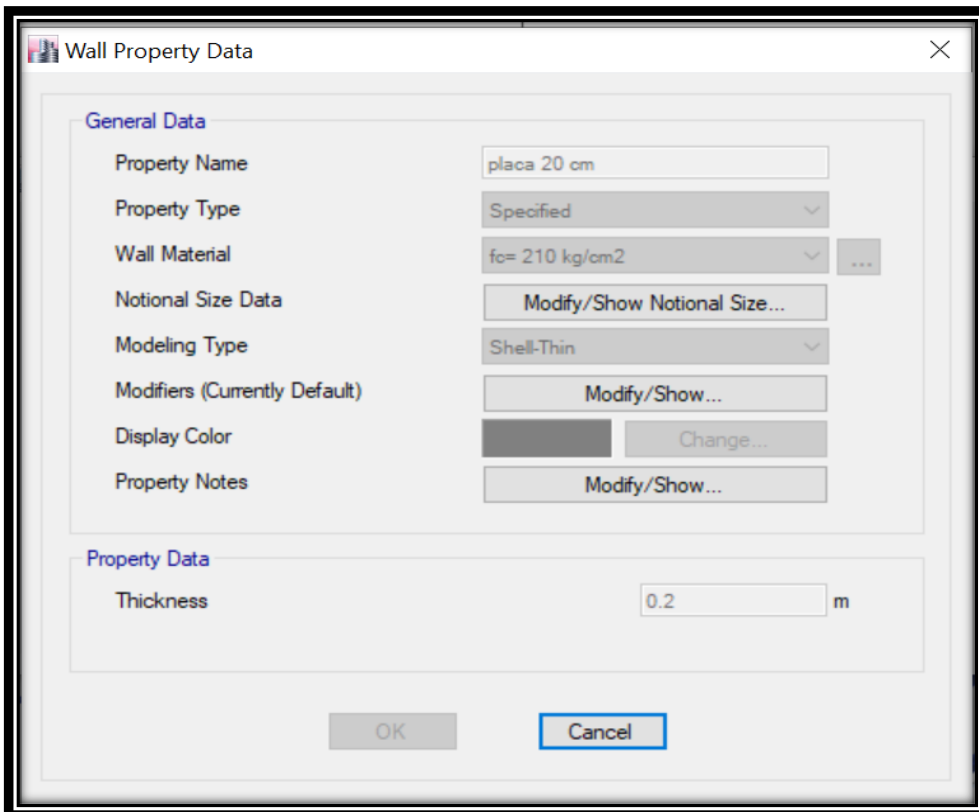 Wall Property Data
General Data
Property Name placa 20 cm
Property Type Specified
Wall Material fc= 210 kg/cm2 ...
Notional Size Data Modify/Show Notional Size...
Modeling Type Shell-Thin
Modifiers (Currently Default) Modify/Show...
Display Color Change...
Property Notes Modify/Show...
Property Data
Thickness 0.2 m
OK Cancel